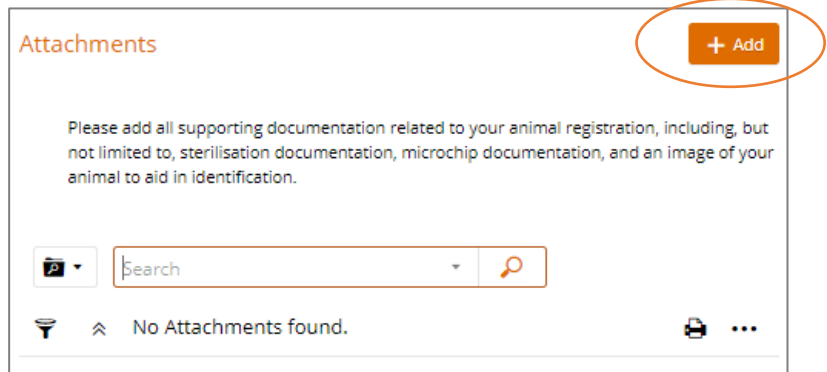 Attachments
+ Add
Please add all supporting documentation related to your animal registration, including, but
not limited to, sterilisation documentation, microchip documentation, and an image of your
animal to aid in identification.
Search
No Attachments found.